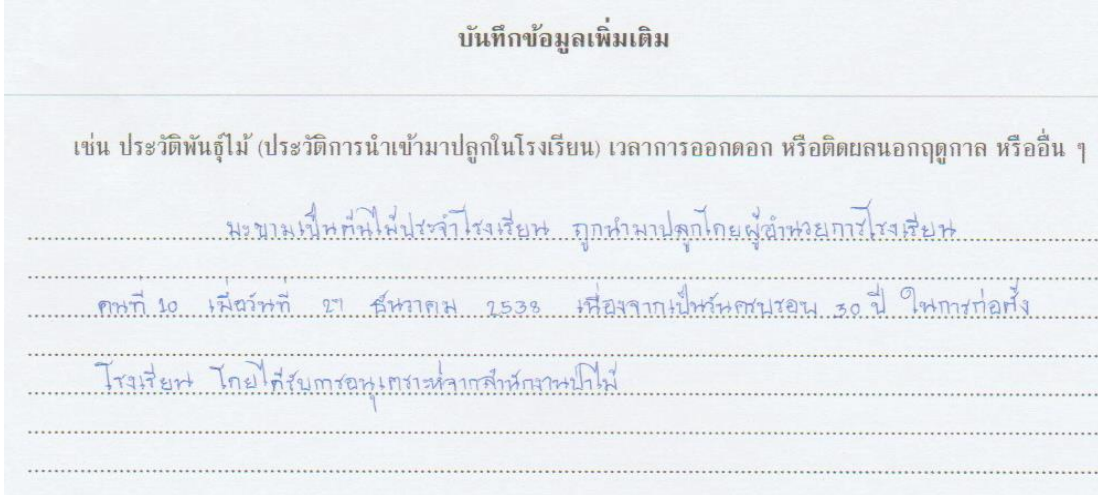 บันทึกข้อมูลเพิ่มเติม
เช่น ประวัติพันธุ์ไม้ (ประวัติการนำเข้ามาปลูกในโรงเรียน) เวลาการออกดอก หรือติดผลนอกฤดูกาล หรืออื่น ๆ
มะขามเป็นต้นไม้ประจำโรงเรียน ถูกนำมาปลูกโดยผู้อำนวยการโรงเรียน
คนที่ 10 เมื่อวันที่ 27 ธันวาคม 2538 เนื่องจากเป็นวันครบรอบ 30 ปี ในการก่อตั้ง
โรงเรียน โดยได้รับการอนุเคราะห์จากสำนักงานป่าไม้